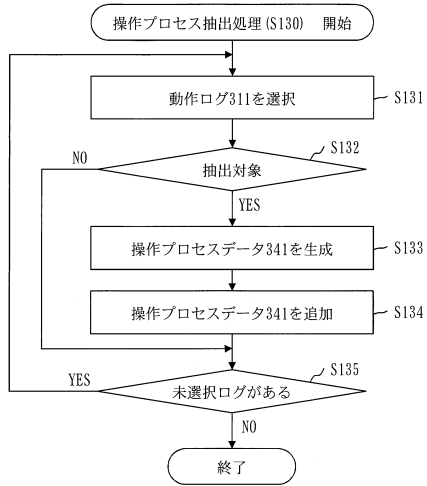 操作プロセス抽出処理(S130) 開始
動作ログ311を選択
S131
S132
抽出対象
NO
YES
操作プロセスデータ341を生成
S133
操作プロセスデータ341を追加
S134
S135
未選択ログがある
YES
NO
終了